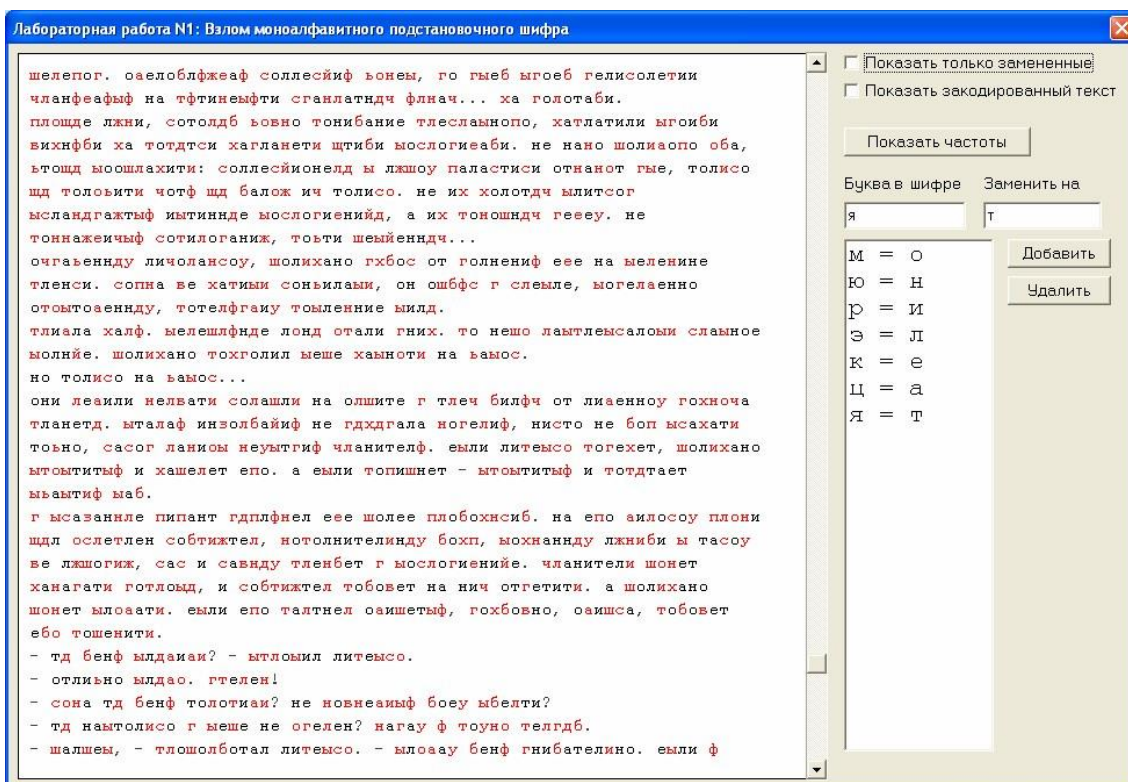 Лабораторная работа N1: Взлом моноалфавитного подстановочного шифра
шелепог. оаелоблфжеаф соллесйиф ьонеы, го гыеб ыгоеб гелисолетии
чланфеафыф на тфтинеыфти сганлатндч флнач... ха голотаби.
площде лжни, сотолдб ьовно тонибание тлеслаынопо, хатлатили ыгоиби
вихнфби ха тотдтси хагланети щтиби ыослогиеаби. не нано шолиаопо оба,
ьтощд ыоошлахити: соллесйионелд ы лжшоу паластиси отнанот гые, толисо
щд толоьити чотф щд балож ич толисо. не их холотдч ылитсог
ысландгажтыф иытиннде ыослогиенийд, а их тоношндч геееу. не
тоннажеичыф сотилоганиж, тоьти шеыйенндч...
очгаьеннду личолансоу, шолихано гхбос от голнениф еее на меленине
тленси. сопна ве хатиыи соньилаыи, он ошбфс г слеыле, ыогелаенно
отоытоаеннду, тотелфгаиу тоыленние ыилд.
тлиала халф. ыелешлфнде лонд отали гних. то нешо лаытлеысалоыи слаыное
ыолнйе. шолихано тохголил ыеше хаыноти на ьаыос.
но толисо на ьаыос...
они леаили нелвати солашли на олшите г тлеч билфч от лиаенноу гохноча
тланетд. ыталаф инзолбайиф не гдхдгала ногелиф, нисто не боп ысахати
тоьно, сасог ланиоы неуытгиф чланителф. еыли литеысо тогехет, шолихано
ытоытитыф и хашелет епо. а еыли топишнет - ытоытитыф и тотдтает
ыьаытиф ыаб.
г ысазаннле пипант гдплфнел еее шолее плобохнсиб. на епо аилосоу плони
щдл ослетлен собтижтел, нотолнителинду бохп, ыохнаннду лжниби ы тасоу
ве лжшогиж, сас и савнду тленбет г ыослогиенийе. чланители шонет
ханагати готлоыд, и собтижтел тобовет на нич отгетити. а шолихано
шонет ылоаати. еыли епо талтнел оаишетыф, гохбовно, оаишса, тобовет
ебо тошенити.
- тд бенф ылдаиаи? - ытлоыил литеысо.
- отлиьно ылдао. гтелен!
- сона тд бенф толотиаи? не новнеаиыф боеу ыбелти?
- тд наытолисо г ыеше не огелен? нагау ф тоуно телгдб.
- шалшеы, - тлошолботал литеысо. - ылоаау бенф гнибателино. еыли ф
Показать только замененные
Показать закодированный текст
Показать частоты
Буква в шифре Заменить на
я т
м = о
ю = н
р = и
э = л
к = е
ц = а
я = т
Добавить
Удалить